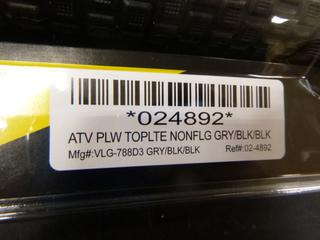 *024892*
ATV PLW TOPLTE NONFLG GRY/BLK/BLK
Mfg#:VLG-788D3 GRY/BLK/BLK Ref#:02-4892